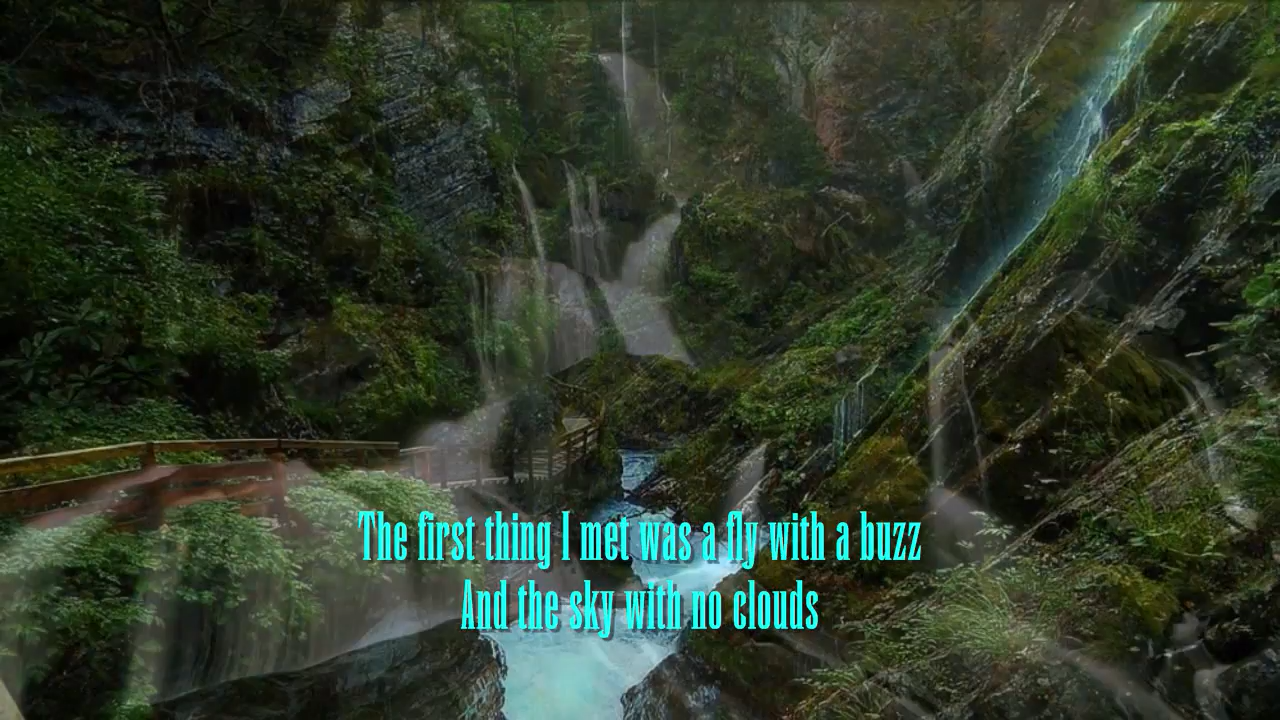 The first thing I met was a fly with a buzz
And the sky with no clouds